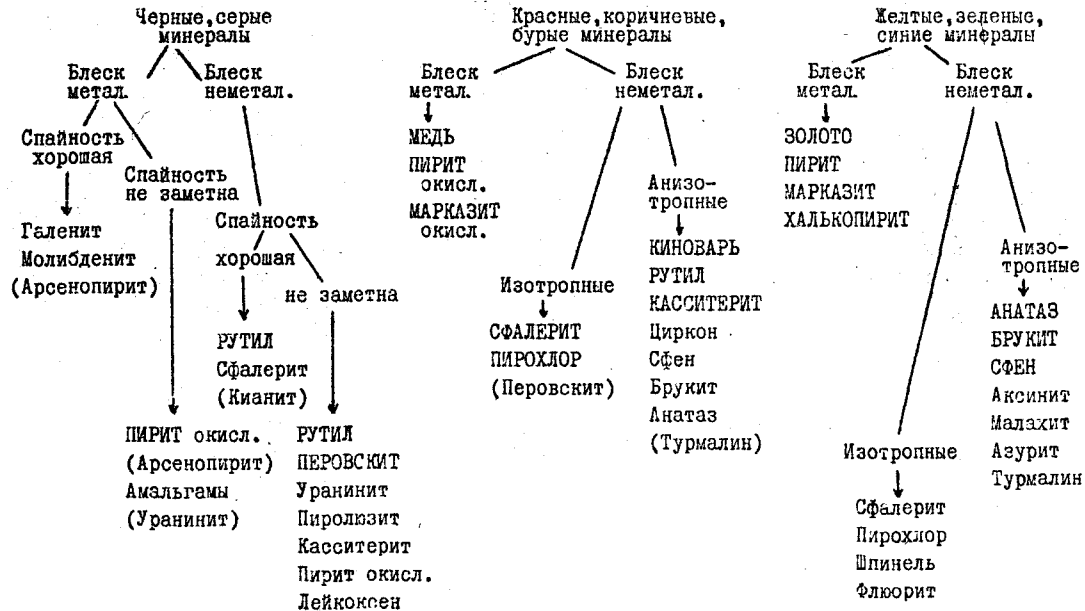 Черные, серые
минералы
Блеск
метал.
Блеск
неметал.
Спайность
хорошая
Галенит
Молибденит
(Арсенопирит)
Спайность
не заметна
ПИРИТ окисл.
(Арсенопирит)
Амальгамы
(Уранинит)
Спайность
хорошая
РУТИЛ
Сфалерит
(Кианит)
не заметна
РУТИЛ
ПЕРОВСКИТ
Уранинит
Пиролюзит
Касситерит
Пирит окисл.
Лейкоксен
Красные, коричневые,
бурые минералы
Блеск
метал.
МЕДЬ
ПИРИТ
окисл.
МАРКАЗИТ
окисл.
Блеск
неметал.
Изотропные
СФАЛЕРИТ
ПИРОХЛОР
(Перовскит)
Анизо-
тропные
КИНОВАРЬ
РУТИЛ
КАССИТЕРИТ
Циркон
Сфен
Брукит
Анатаз
(Турмалин)
Желтые, зеленые,
синие минфралы
Блеск
метал.
ЗОЛОТО
ПИРИТ
МАРКАЗИТ
ХАЛЬКОПИРИТ
Блеск
неметал.
Изотропные
Сфалерит
Пирохлор
Шпинель
Флюорит
Анизо-
тропные
АНАТАЗ
БРУКИТ
СФЕН
Аксинит
Малахит
Азурит
Турмалин